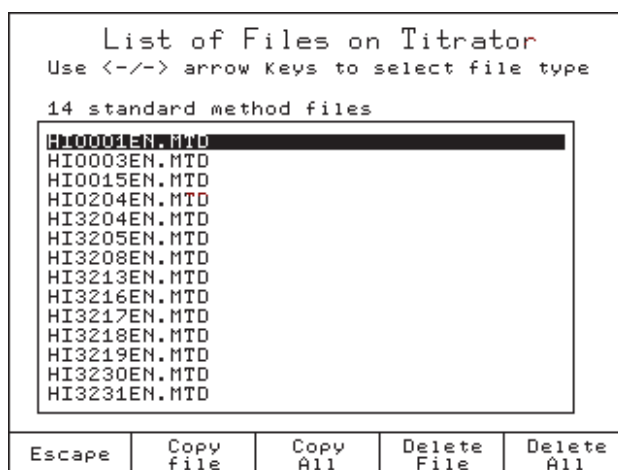 List of Files on Titrator
Use <-/-> arrow Keys to select file type
14 standard method files
HI0001EN.MTD
HI0003EN.MTD
HI0015EN.MTD
HI0204EN.MTD
HI3204EN.MTD
HI3205EN.MTD
HI3208EN.MTD
HI3213EN.MTD
HI3216EN.MTD
HI3217EN.MTD
HI3218EN.MTD
HI3219EN.MTD
HI3230EN.MTD
HI3231EN.MTD
Escape
Copy
file
Copy
All
Delete
File
Delete
All